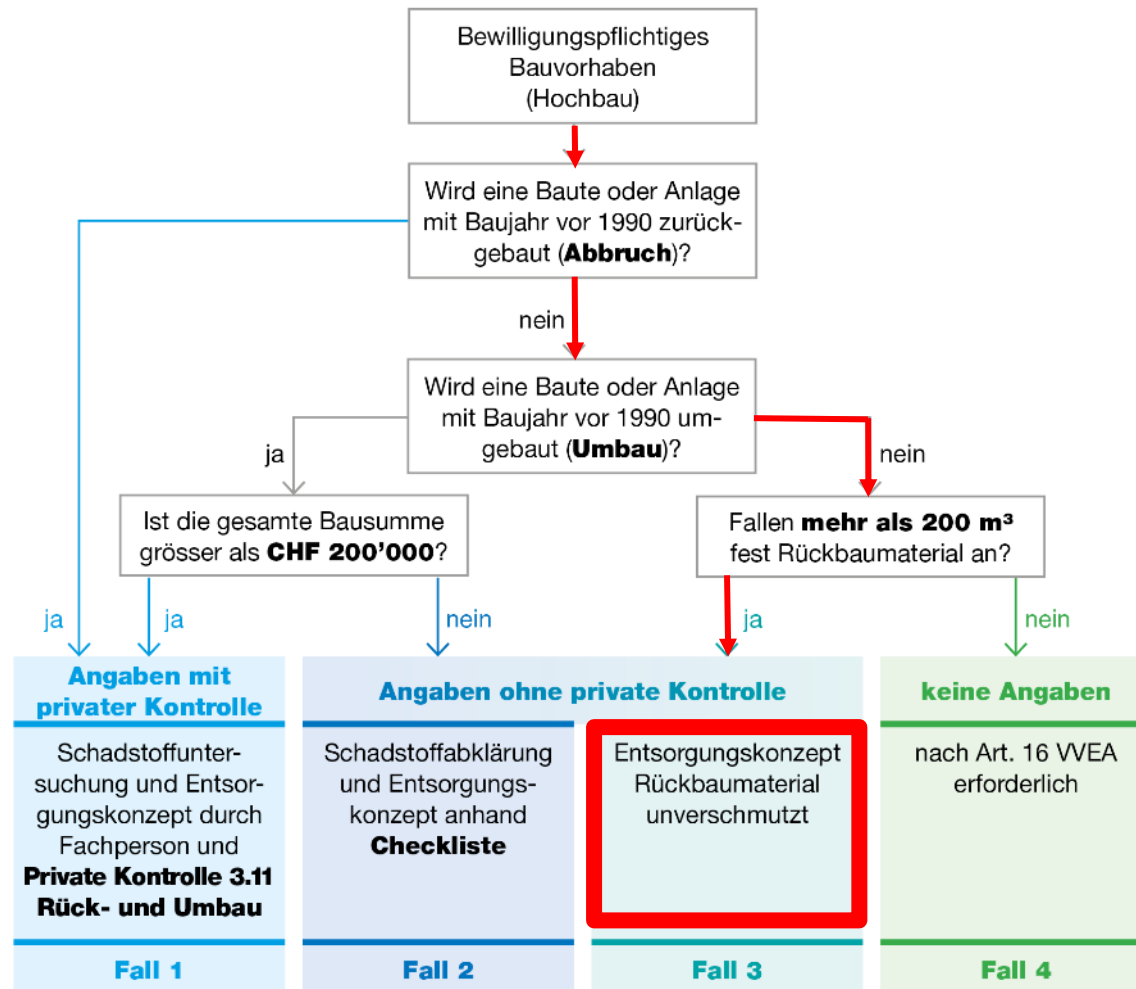 Bewilligungspflichtiges
Bauvorhaben
(Hochbau)
Wird eine Baute oder Anlage
mit Baujahr vor 1990 zurück-
gebaut (Abbruch)?
nein
Wird eine Baute oder Anlage
mit Baujahr vor 1990 um-
gebaut (Umbau)?
ja
nein
Ist die gesamte Bausumme
grösser als CHF 200’000?
Fallen mehr als 200 m³
fest Rückbaumaterial an?
ja
ja
nein
ja
nein
Angaben mit
privater Kontrolle
Angaben ohne private Kontrolle
keine Angaben
Schadstoffunter-
suchung und Entsor-
gungskonzept durch
Fachperson und
Private Kontrolle 3.11
Rück- und Umbau
Schadstoffabklärung
und Entsorgungs-
konzept anhand
Checkliste
Entsorgungskonzept
Rückbaumaterial
unverschmutzt
nach Art. 16 VVEA
erforderlich
Fall 1
Fall 2
Fall 3
Fall 4